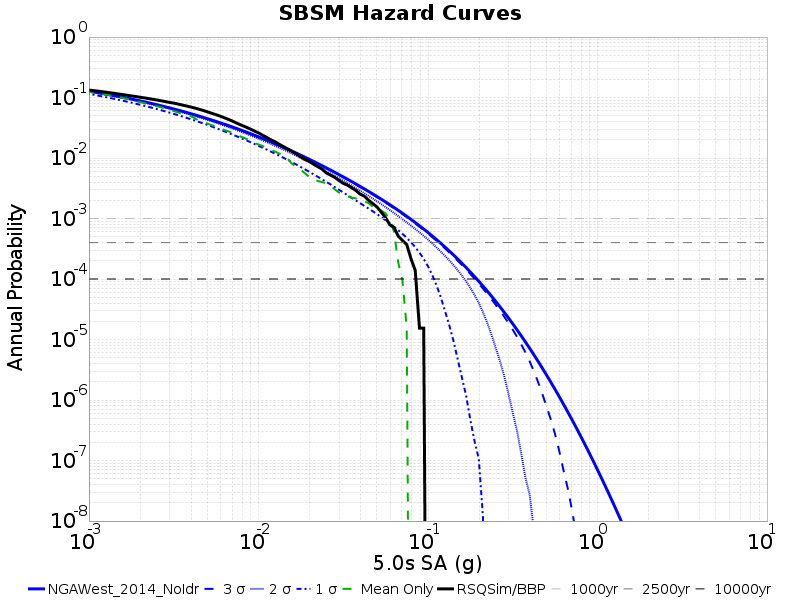 SBSM Hazard Curves
Annual Probability
10^0
10^-1
10^-2
10^-3
10^-4
10^-5
10^-6
10^-7
10^-8
10^-3 10^-2 10^-1 10^0 10^1
5.0s SA (g)
NGAWest_2014_NoIdr 3 σ 2 σ 1 σ Mean Only RSQSim/BBP 1000yr 2500yr 10000yr